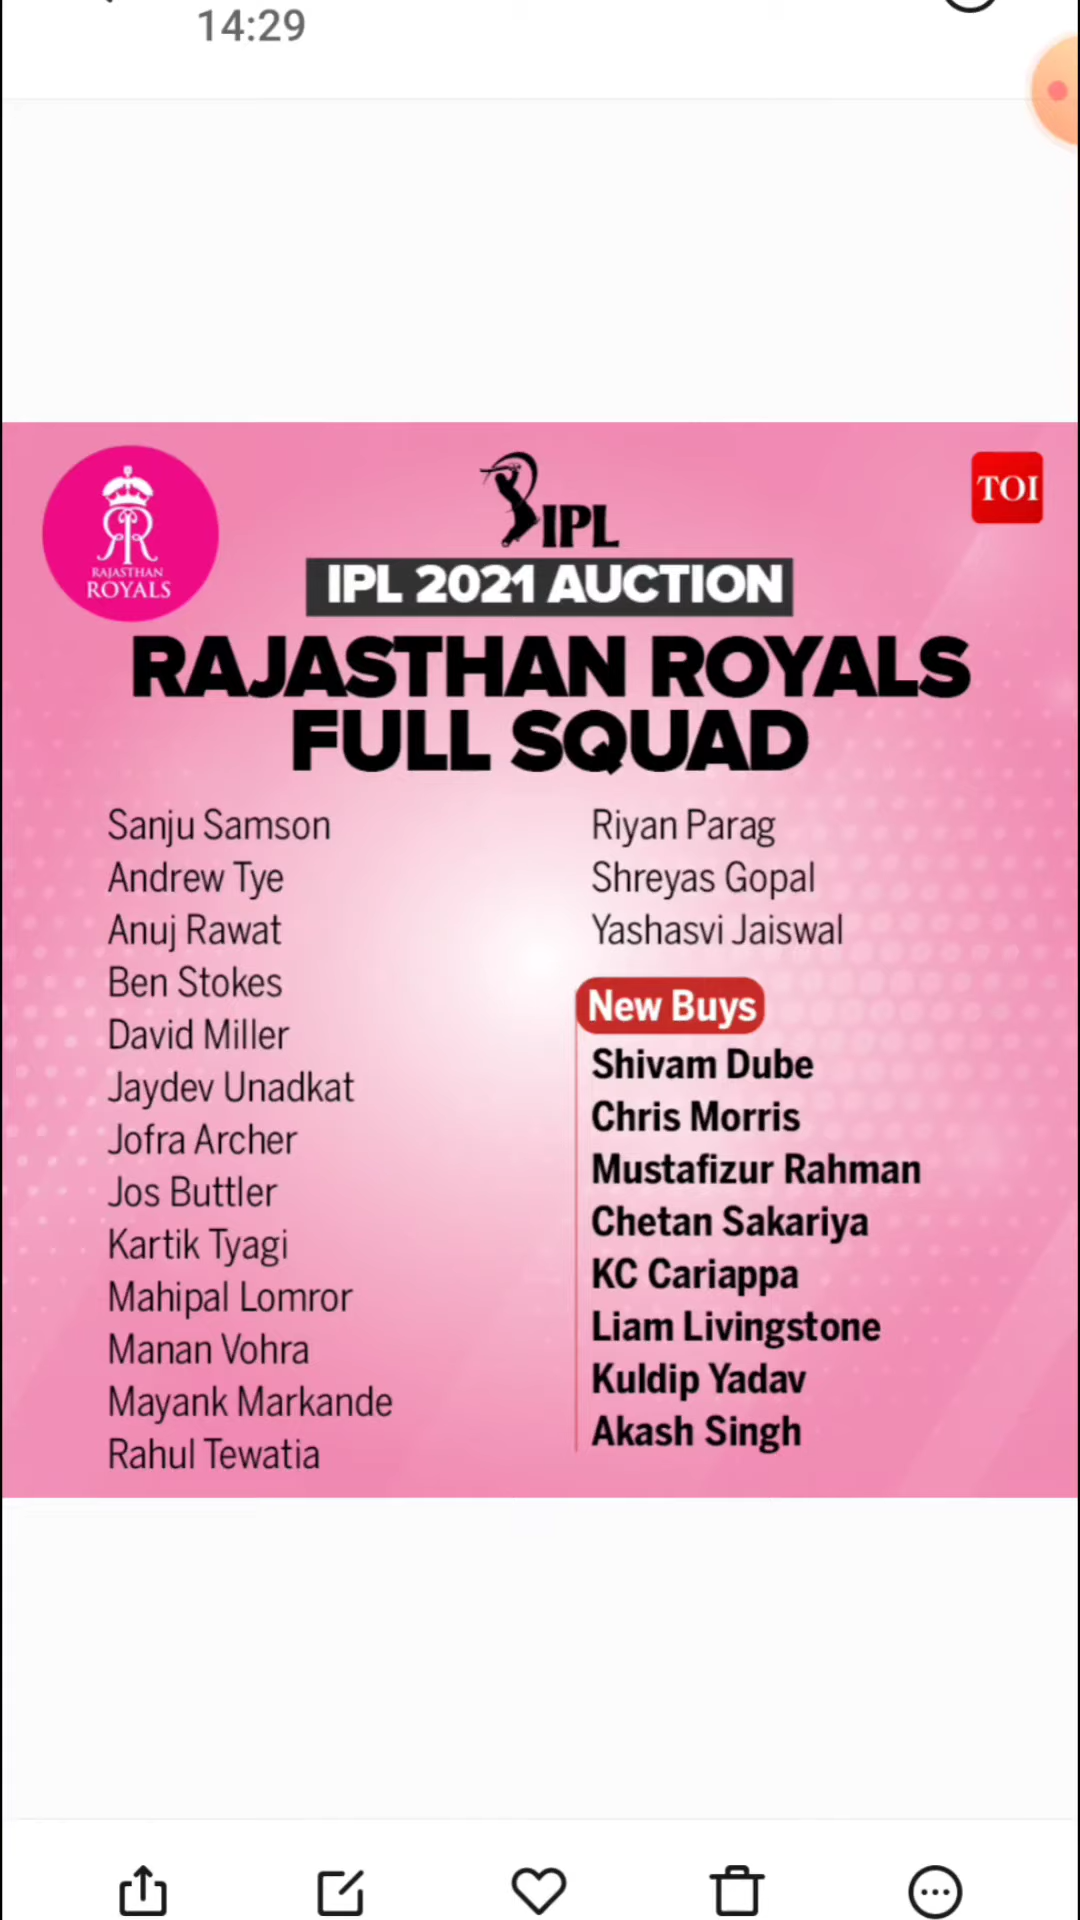 14:29
RAJASTHAN
ROYALS
IPL
TOI
IPL 2021 AUCTION
RAJASTHAN ROYALS
FULL SQUAD
Sanju Samson
Andrew Tye
Anuj Rawat
Ben Stokes
David Miller
Jaydev Unadkat
Jofra Archer
Jos Buttler
Kartik Tyagi
Mahipal Lomror
Manan Vohra
Mayank Markande
Rahul Tewatia
Riyan Parag
Shreyas Gopal
Yashasvi Jaiswal
New Buys
Shivam Dube
Chris Morris
Mustafizur Rahman
Chetan Sakariya
KC Cariappa
Liam Livingstone
Kuldip Yadav
Akash Singh